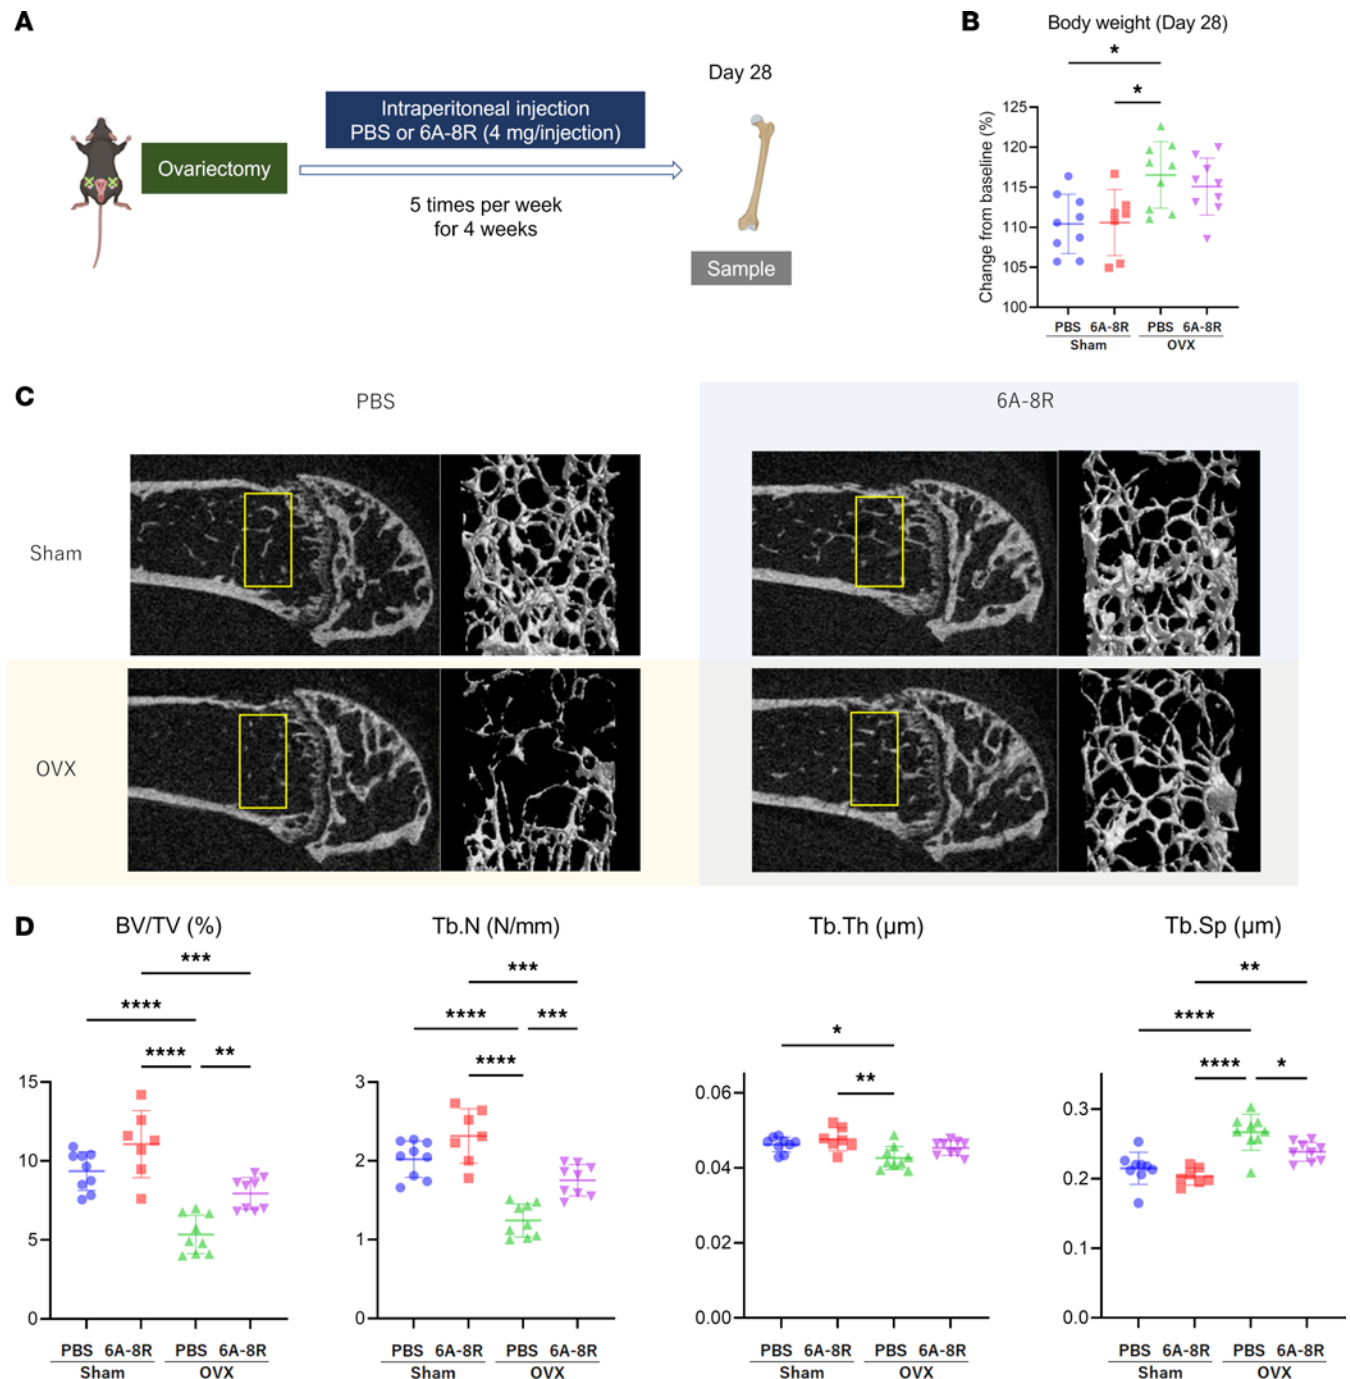 A
Ovariectomy
Intraperitoneal injection
PBS or 6A-8R (4 mg/injection)
5 times per week
for 4 weeks
Day 28
Sample
B
Body weight (Day 28)
*
*
Change from baseline (%)
125
120
115
110
105
100
PBS 6A-8R PBS 6A-8R
Sham OVX
C
PBS 6A-8R
Sham
OVX
D
BV/TV (%)
***
****
**** **
15
10
5
0
PBS 6A-8R PBS 6A-8R
Sham OVX
Tb.N (N/mm)
***
**** ***
****
3
2
1
0
PBS 6A-8R PBS 6A-8R
Sham OVX
Tb.Th (µm)
*
**
0.06
0.04
0.02
0.00
PBS 6A-8R PBS 6A-8R
Sham OVX
Tb.Sp (µm)
**
****
**** *
0.3
0.2
0.1
0.0
PBS 6A-8R PBS 6A-8R
Sham OVX